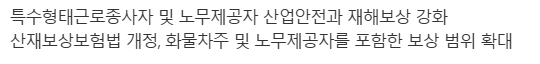 특수형태근로종사자 및 노무제공자 산업안전과 재해보상 강화
산재보상보험법 개정, 화물차주 및 노무제공자를 포함한 보상 범위 확대